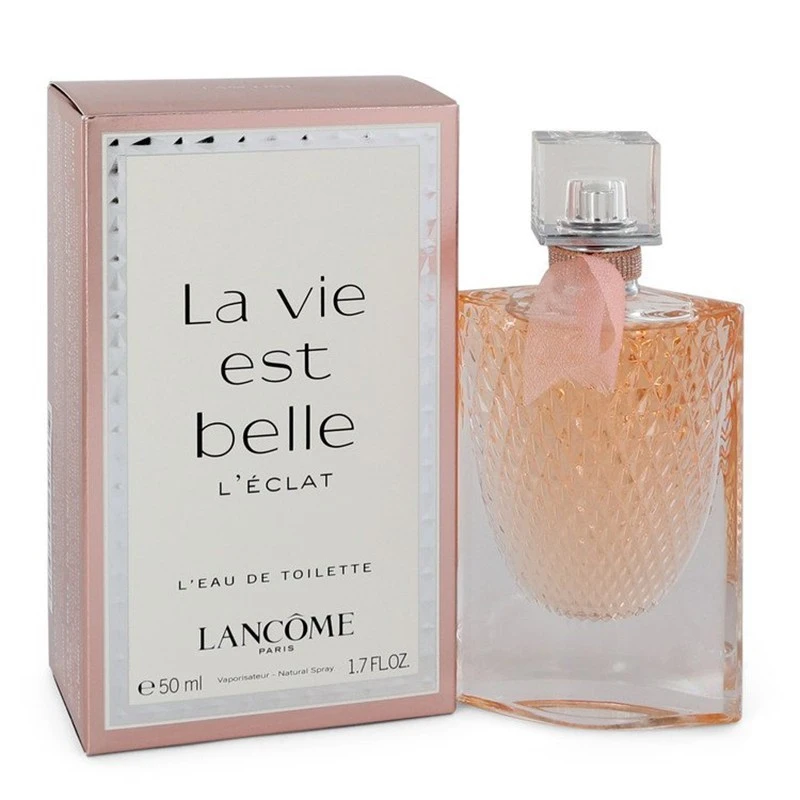 LANCÔME
La vie
est
belle
L'ÉCLAT
L'EAU DE TOILETTE
LANCÔME
PARIS
e 50 ml Vaporisateur - Natural Spray 1.7 FL.OZ.